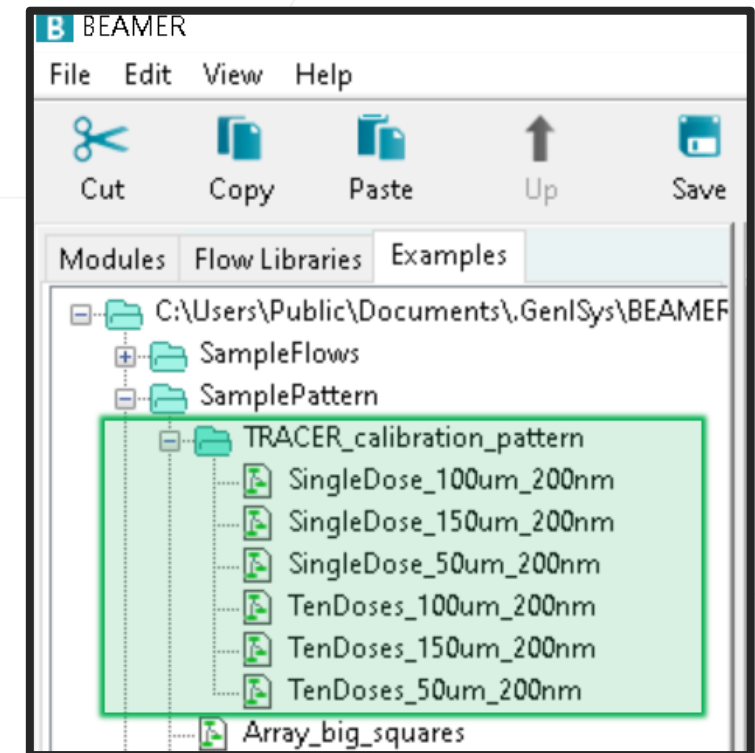 B BEAMER
File Edit View Help
Cut Copy Paste Up Save
Modules Flow Libraries Examples
C:\Users\Public\Documents\.GenISys\BEAMER
SampleFlows
SamplePattern
TRACER_calibration_pattern
SingleDose_100um_200nm
SingleDose_150um_200nm
SingleDose_50um_200nm
TenDoses_100um_200nm
TenDoses_150um_200nm
TenDoses_50um_200nm
Array_big_squares